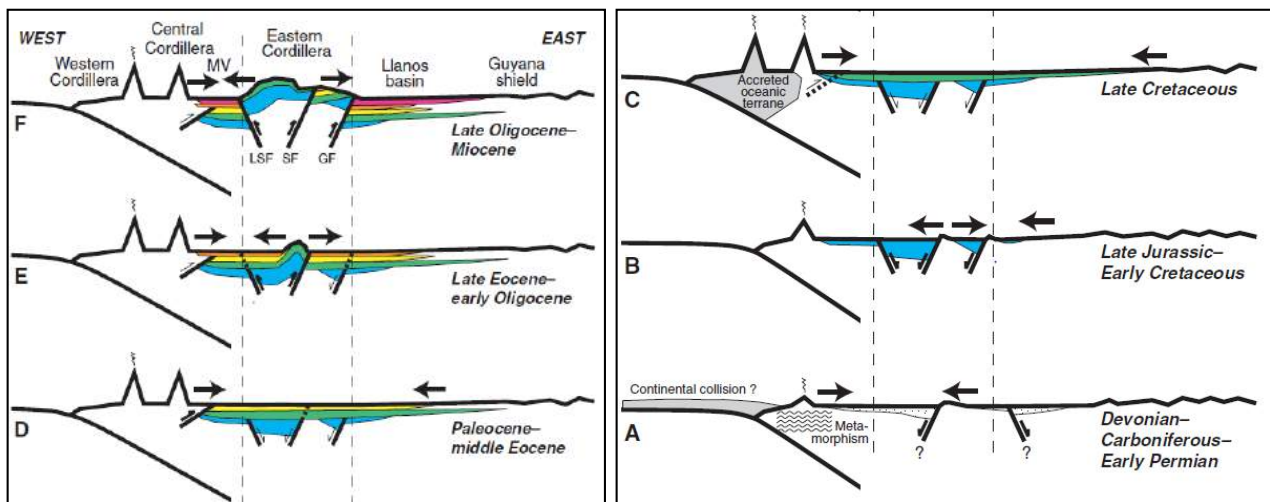 WEST
Central
Cordillera
Eastern
Cordillera
EAST
Western
Cordillera
MV
Llanos
basin
Guyana
shield
F
Late Oligocene–
Miocene
LSF SF GF
E
Late Eocene–
early Oligocene
D
Paleocene–
middle Eocene
Accreted
oceanic
terrane
C
Late Cretaceous
B
Late Jurassic–
Early Cretaceous
Continental collision ?
A
Meta-
morphism
? ?
Devonian–
Carboniferous–
Early Permian